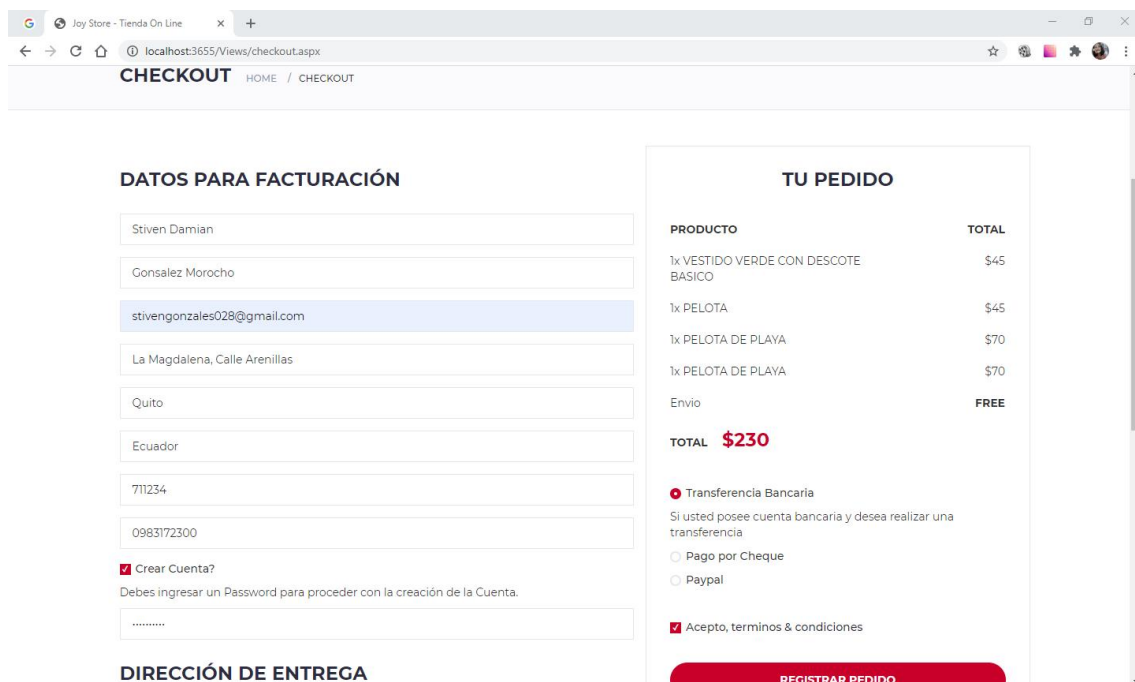 Joy Store - Tienda On Line
localhost:3655/Views/checkout.aspx
CHECKOUT HOME / CHECKOUT
DATOS PARA FACTURACIÓN
Stiven Damian
Gonsalez Morocho
stivengonzales028@gmail.com
La Magdalena, Calle Arenillas
Quito
Ecuador
711234
0983172300
Crear Cuenta?
Debes ingresar un Password para proceder con la creación de la Cuenta.
DIRECCIÓN DE ENTREGA
TU PEDIDO
PRODUCTO TOTAL
1x VESTIDO VERDE CON DESCOTE $45
BASICO
1x PELOTA $45
1x PELOTA DE PLAYA $70
1x PELOTA DE PLAYA $70
Envio FREE
TOTAL $230
Transferencia Bancaria
Si usted posee cuenta bancaria y desea realizar una
transferencia
Pago por Cheque
Paypal
Acepto, terminos & condiciones
REGISTRAR PEDIDO